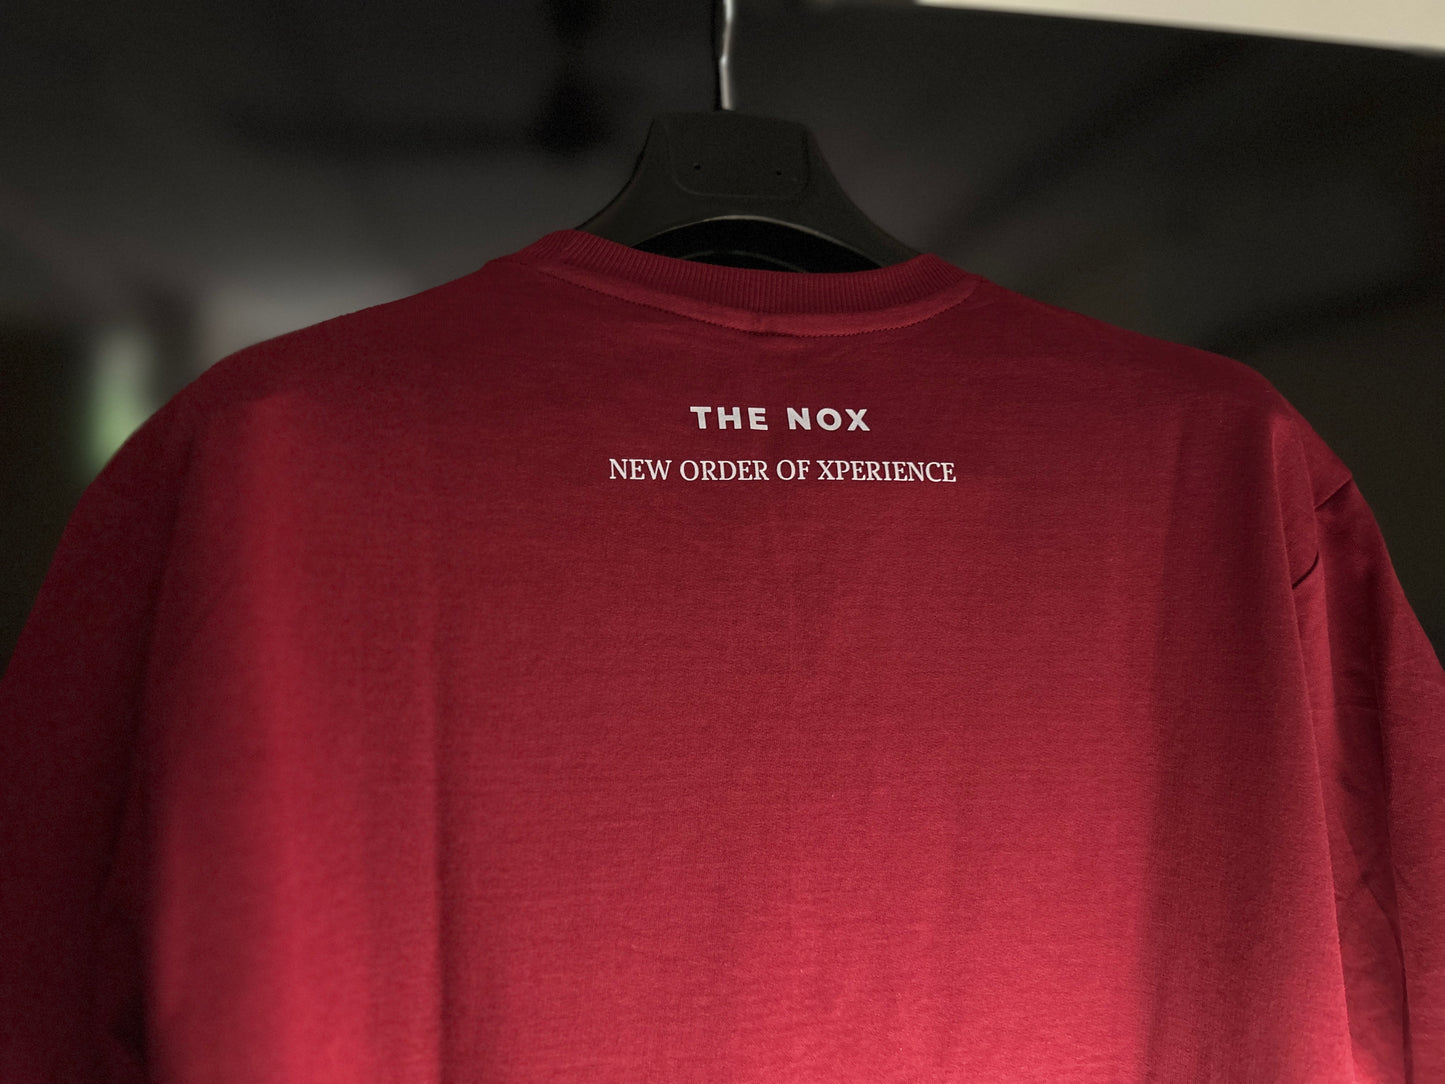 THE NOX
NEW ORDER OF XPERIENCE